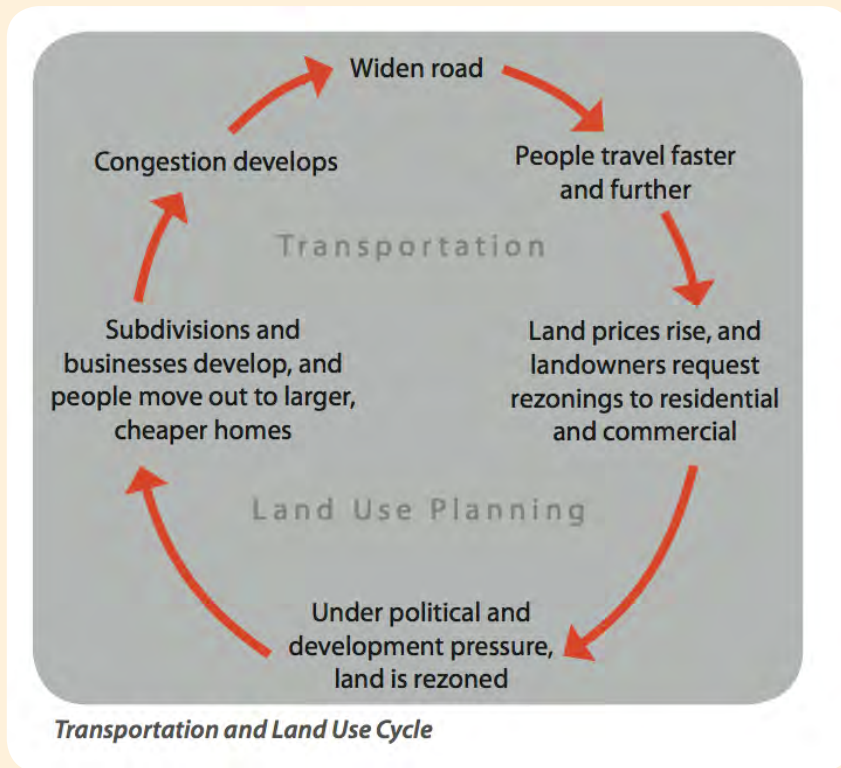 Widen road
People travel faster
and further
Congestion develops
Transportation
Land prices rise, and
landowners request
rezonings to residential
and commercial
Subdivisions and
businesses develop, and
people move out to larger,
cheaper homes
Land Use Planning
Under political and
development pressure,
land is rezoned
Transportation and Land Use Cycle